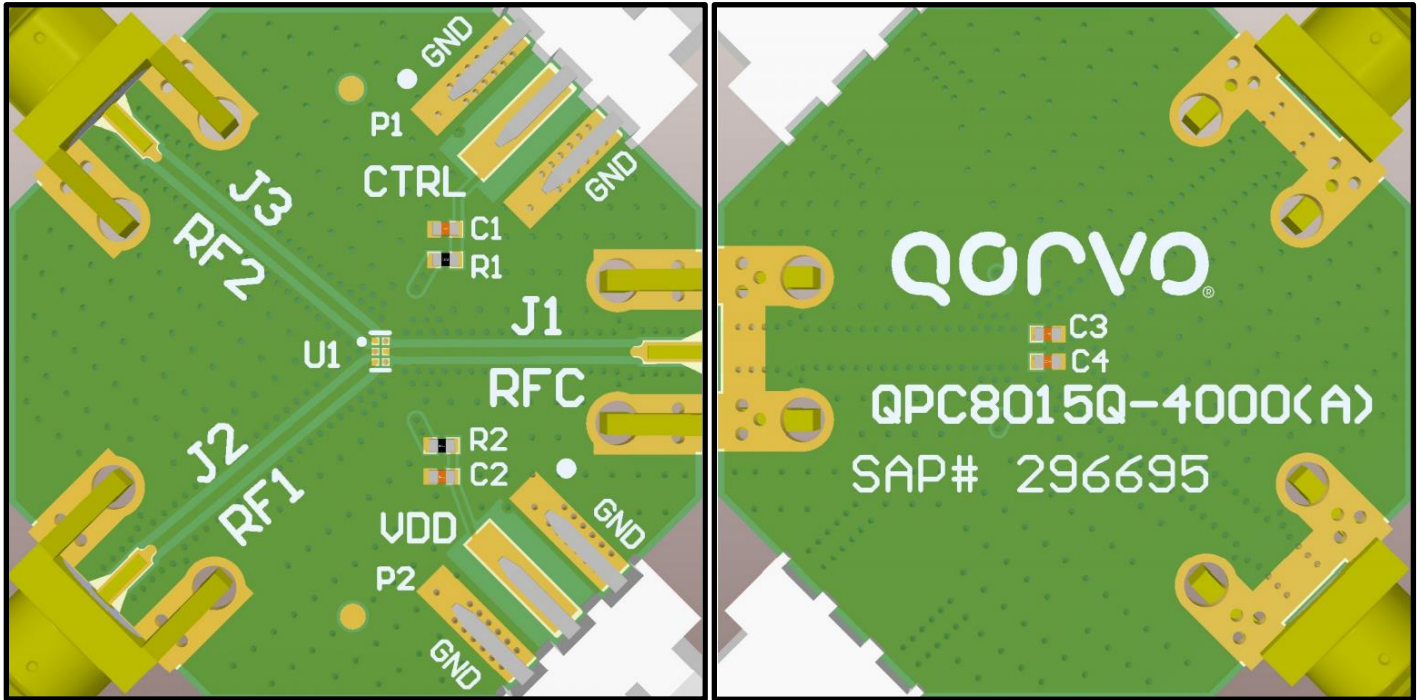 GND
P1
CTRL
GND
J3
RF2
C1
R1
J1
U1
RFC
J2
RF1
R2
C2
VDD
GND
P2
GND
QORVO
®
C3
C4
QPC8015Q-4000(A)
SAP# 296695